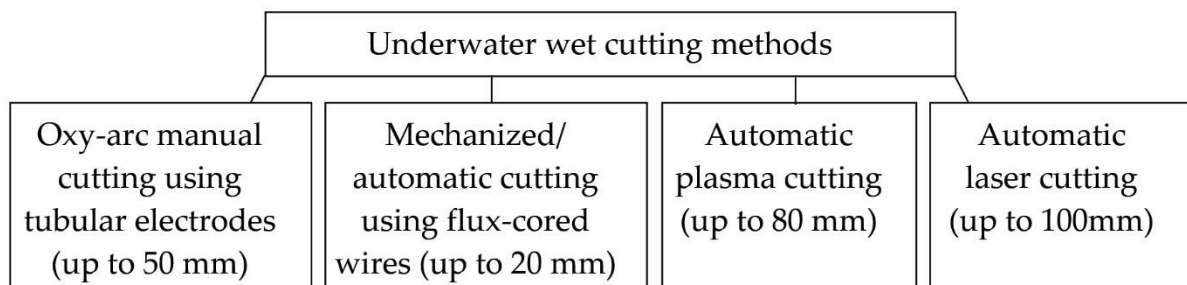 Underwater wet cutting methods
Oxy-arc manual
cutting using
tubular electrodes
(up to 50 mm)
Mechanized/
automatic cutting
using flux-cored
wires (up to 20 mm)
Automatic
plasma cutting
(up to 80 mm)
Automatic
laser cutting
(up to 100mm)